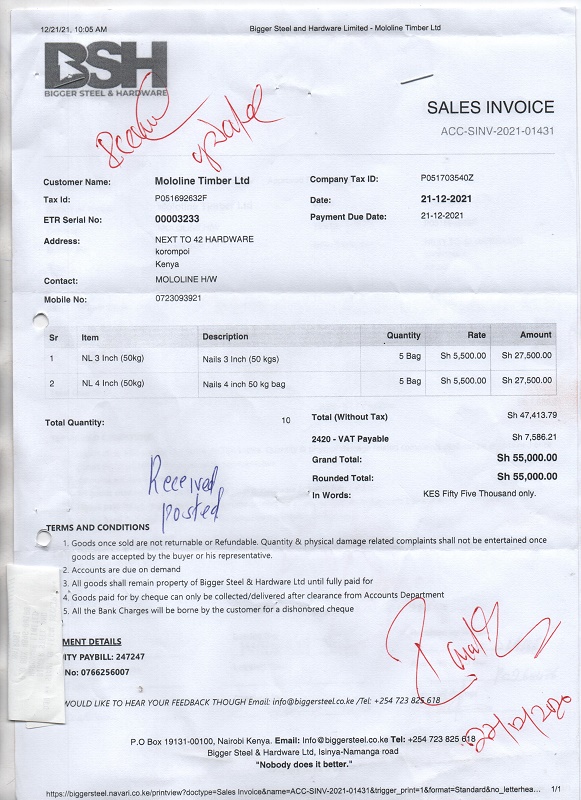 12/21/21, 10:05 AM Bigger Steel and Hardware Limited - Mololine Timber Ltd
BSH
BIGGER STEEL & HARDWARE
SALES INVOICE
ACC-SINV-2021-01431
update
Customer Name: Mololine Timber Ltd Company Tax ID: P051703540Z
Tax Id: P051692632F Date: 21-12-2021
ETR Serial No: 00003233 Payment Due Date: 21-12-2021
Address: NEXT TO 42 HARDWARE
korompoi
Kenya
Contact: MOLOLINE H/W
Mobile No: 0723093921
Sr Item Description Quantity Rate Amount
1 NL 3 Inch (50kg) Nails 3 Inch (50 kgs) 5 Bag Sh 5,500.00 Sh 27,500.00
2 NL 4 Inch (50kg) Nails 4 inch 50 kg bag 5 Bag Sh 5,500.00 Sh 27,500.00
Total Quantity: 10 Total (Without Tax) Sh 47,413.79
2420 - VAT Payable Sh 7,586.21
Grand Total: Sh 55,000.00
Rounded Total: Sh 55,000.00
In Words: KES Fifty Five Thousand only.
Received
posted
TERMS AND CONDITIONS
1. Goods once sold are not returnable or Refundable. Quantity & physical damage related complaints shall not be entertained once
goods are accepted by the buyer or his representative.
2. Accounts are due on demand
3. All goods shall remain property of Bigger Steel & Hardware Ltd until fully paid for
4. Goods paid for by cheque can only be collected/delivered after clearance from Accounts Department
5. All the Bank Charges will be borne by the customer for a dishonbred cheque
MENT DETAILS
ITY PAYBILL: 247247
No: 0766256007
WOULD LIKE TO HEAR YOUR FEEDBACK THOUGH Email: info@biggersteel.co.ke /Tel: +254 723 825 618
P.O Box 19131-00100, Nairobi Kenya. Email: Info@biggersteel.co.ke Tel: +254 723 825 618
Bigger Steel & Hardware Ltd, Isinya-Namanga road
"Nobody does it better."
https://biggersteel.navari.co.ke/printview?doctype=Sales Invoice&name=ACC-SINV-2021-01431&trigger_print=1&format=Standard&no_letterhea... 1/1